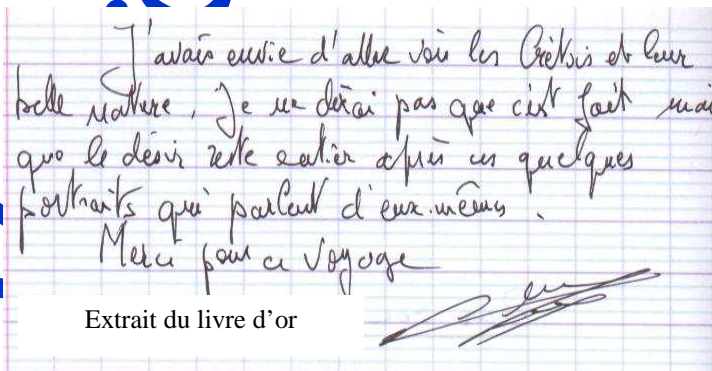 J'avais envie d'aller voir les Crétois et leur
belle nature, Je ne dirai pas que c'est fait mais
que le désir reste entier après ces quelques
portraits qui parlent d'eux-mêmes.
Merci pour ce voyage
Extrait du livre d'or